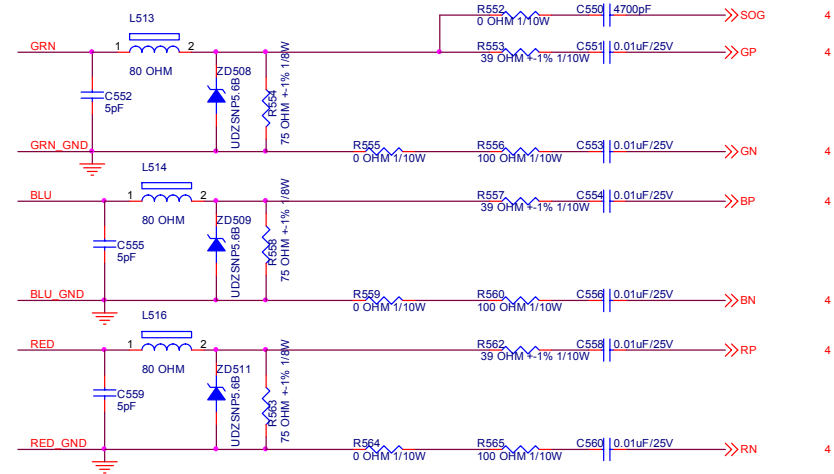 R552
C550
4700pF
SOG
4
0 OHM 1/10W
L513
GRN
1
2
R553
C551
0.01uF/25V
GP
4
39 OHM +-1% 1/10W
80 OHM
ZD508
C552
5pF
UDZSNP5.6B
R554
75 OHM +-1% 1/8W
GRN_GND
R555
R556
C553
0.01uF/25V
GN
4
0 OHM 1/10W
100 OHM 1/10W
L514
BLU
1
2
R557
C554
0.01uF/25V
BP
4
39 OHM +-1% 1/10W
80 OHM
ZD509
C555
5pF
UDZSNP5.6B
R558
75 OHM +-1% 1/8W
BLU_GND
R559
R560
C556
0.01uF/25V
BN
4
0 OHM 1/10W
100 OHM 1/10W
L516
RED
1
2
R562
C558
0.01uF/25V
RP
4
39 OHM +-1% 1/10W
80 OHM
ZD511
C559
5pF
UDZSNP5.6B
R563
75 OHM +-1% 1/8W
RED_GND
R564
R565
C560
0.01uF/25V
RN
4
0 OHM 1/10W
100 OHM 1/10W